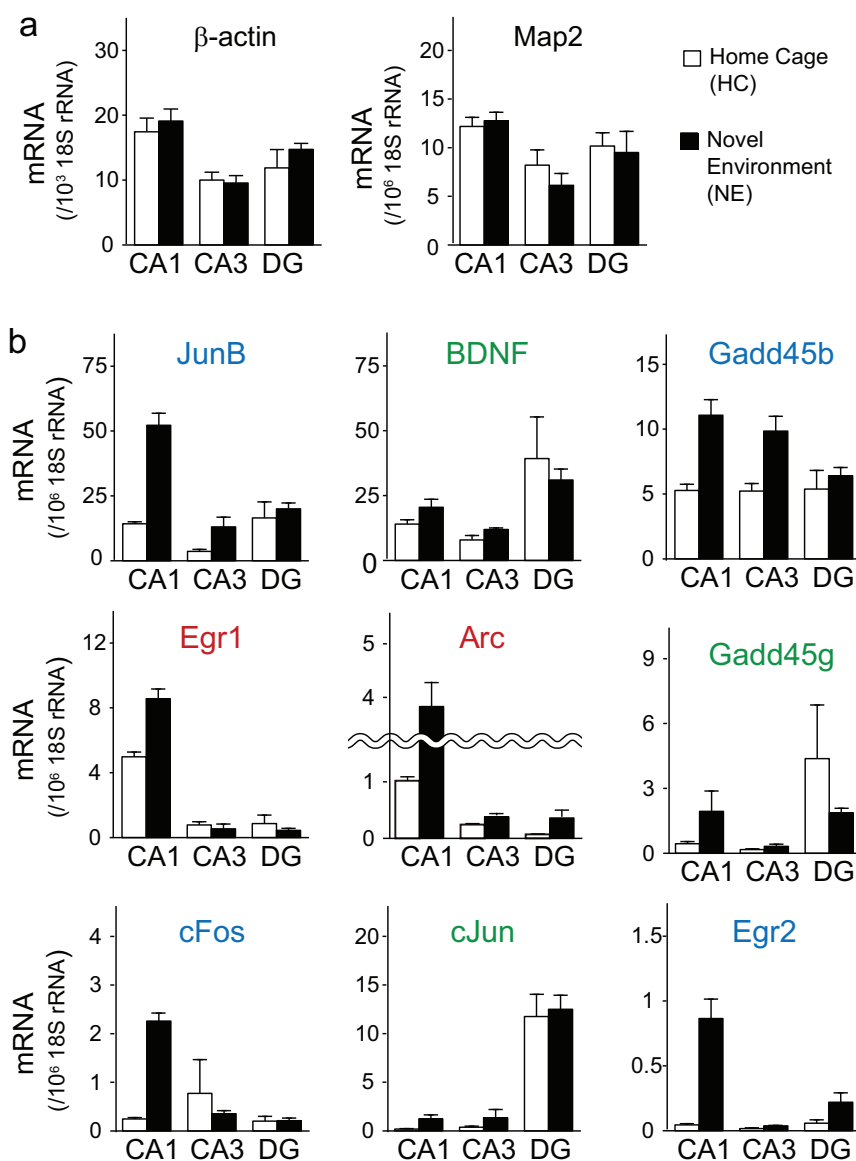 a
β-actin
Map2
mRNA
(/10³ 18S rRNA)
30
20
10
0
CA1 CA3 DG
mRNA
(/10⁶ 18S rRNA)
20
15
10
5
0
CA1 CA3 DG
Home Cage
(HC)
Novel
Environment
(NE)
b
JunB
mRNA
(/10⁶ 18S rRNA)
75
50
25
0
CA1 CA3 DG
BDNF
75
50
25
0
CA1 CA3 DG
Gadd45b
15
10
5
0
CA1 CA3 DG
Egr1
mRNA
(/10⁶ 18S rRNA)
12
8
4
0
CA1 CA3 DG
Arc
5
4
1
0
CA1 CA3 DG
Gadd45g
9
6
3
0
CA1 CA3 DG
cFos
mRNA
(/10⁶ 18S rRNA)
4
3
2
1
0
CA1 CA3 DG
cJun
20
15
10
5
0
CA1 CA3 DG
Egr2
1.5
1
0.5
0
CA1 CA3 DG